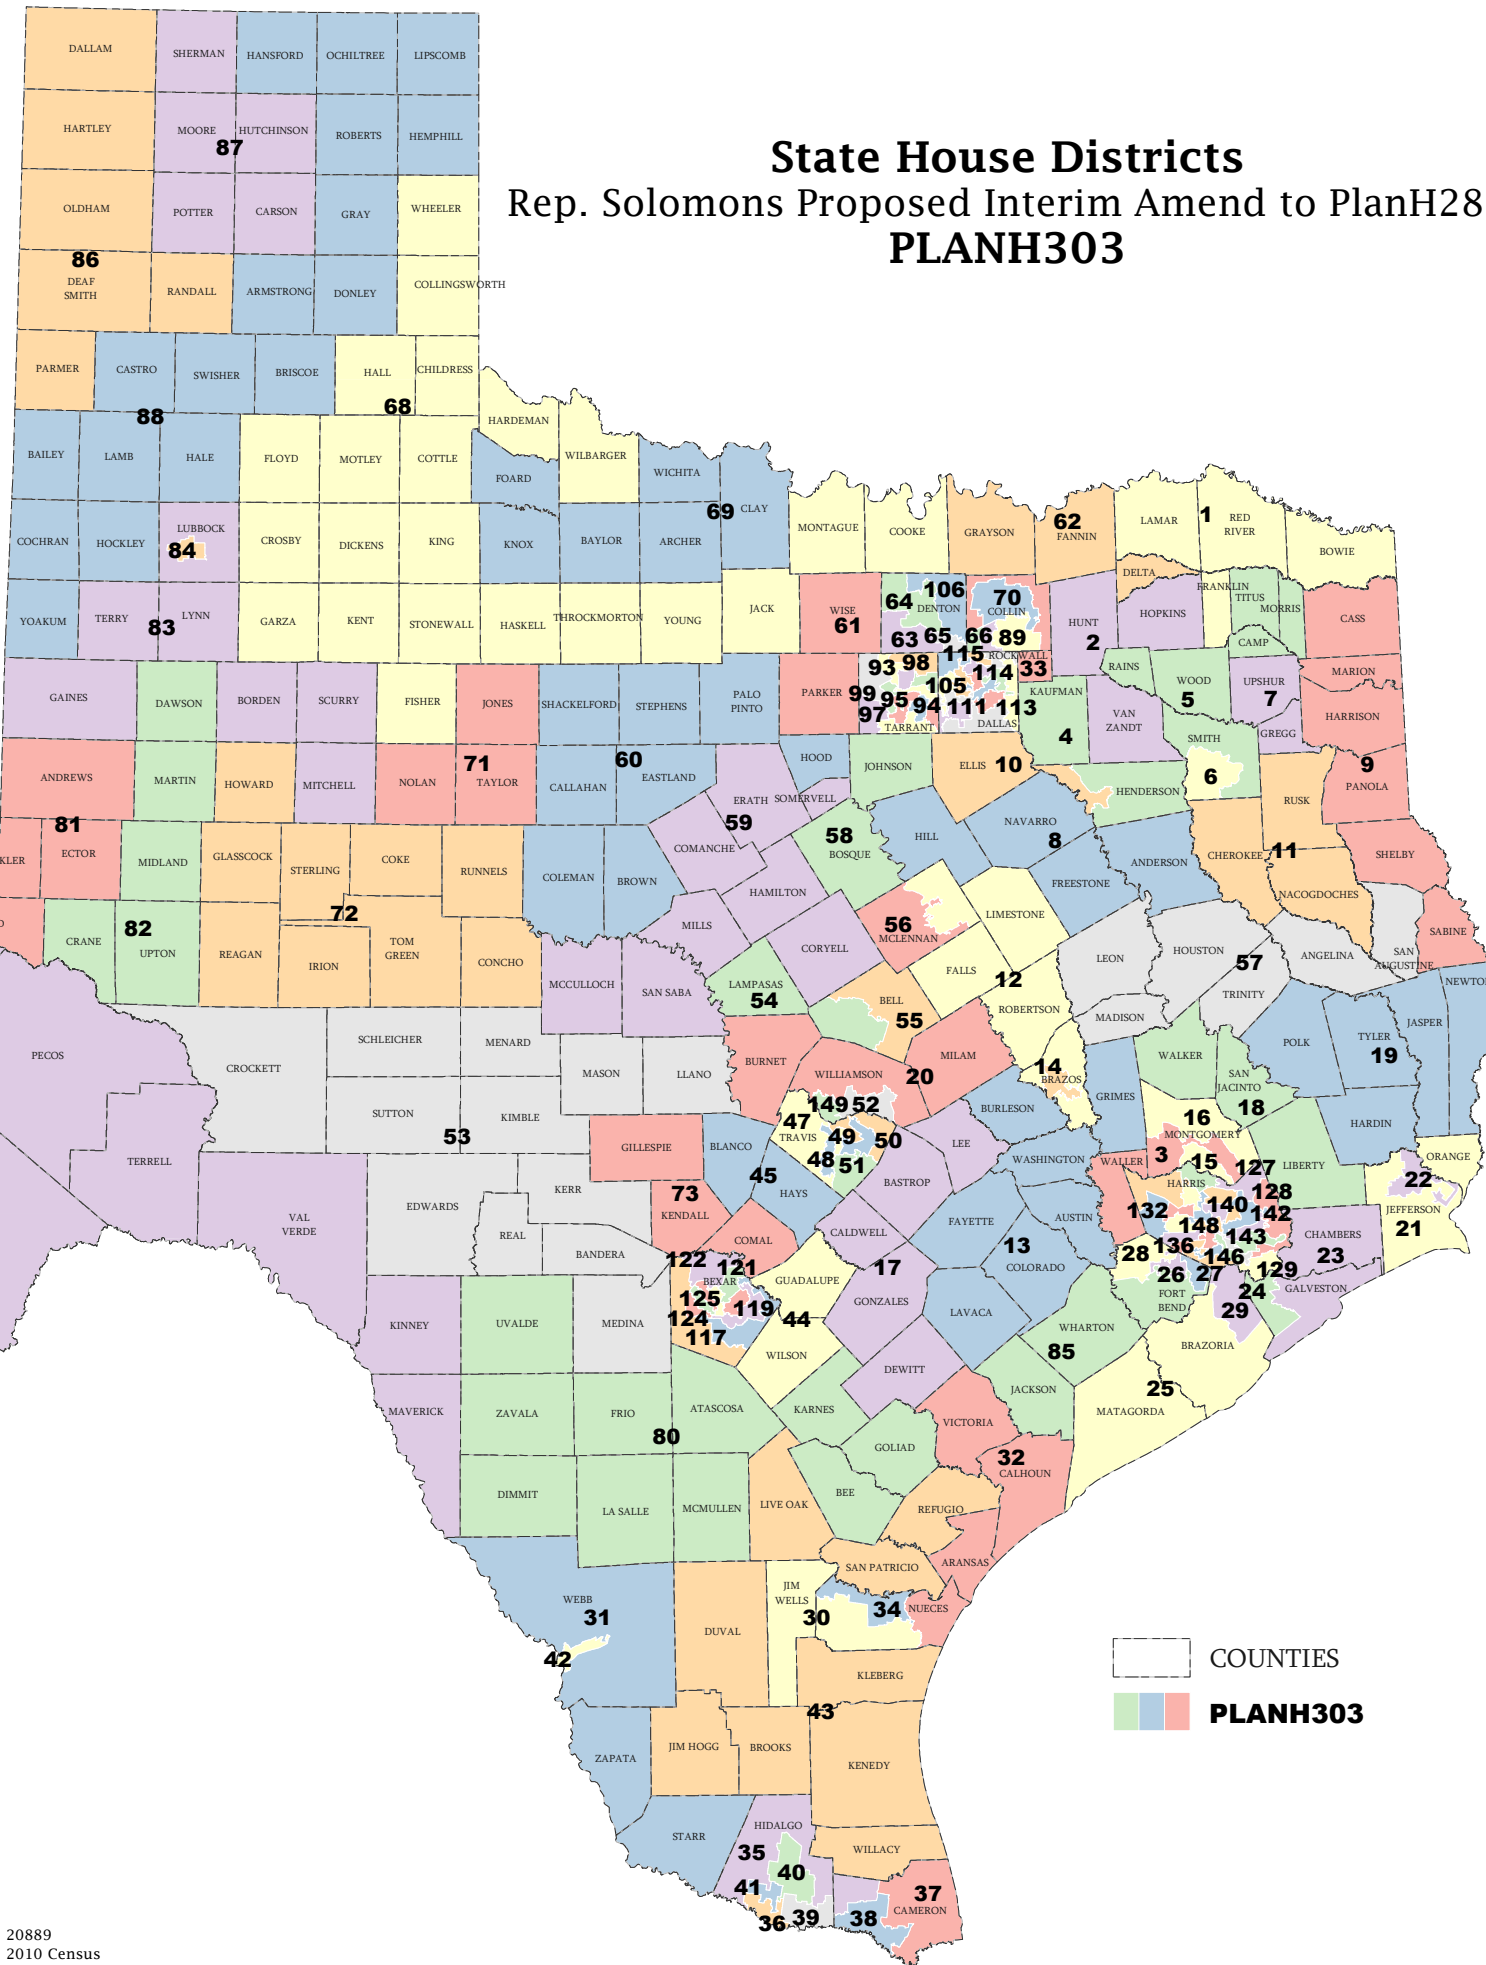 State House Districts
Rep. Solomons Proposed Interim Amend to PlanH28
PLANH303
DALLAM
SHERMAN
HANSFORD
OCHILTREE
LIPSCOMB
HARTLEY
MOORE
HUTCHINSON
ROBERTS
HEMPHILL
87
OLDHAM
POTTER
CARSON
GRAY
WHEELER
86
DEAF
SMITH
RANDALL
ARMSTRONG
DONLEY
COLLINGSWORTH
PARMER
CASTRO
SWISHER
BRISCOE
HALL
CHILDRESS
88
68
HARDEMAN
BAILEY
LAMB
HALE
FLOYD
MOTLEY
COTTLE
FOARD
WILBARGER
WICHITA
69
CLAY
COCHRAN
HOCKLEY
LUBBOCK
84
CROSBY
DICKENS
KING
KNOX
BAYLOR
ARCHER
MONTAGUE
COOKE
GRAYSON
62
FANNIN
LAMAR
1
RED
RIVER
BOWIE
DELTA
YOAKUM
TERRY
83
LYNN
GARZA
KENT
STONEWALL
HASKELL
THROCKMORTON
YOUNG
JACK
WISE
61
64
106
DENTON
63
65
70
COLLIN
66
89
HUNT
2
HOPKINS
FRANKLIN
TITUS
MORRIS
CASS
CAMP
GAINES
DAWSON
BORDEN
SCURRY
FISHER
JONES
SHACKELFORD
STEPHENS
PALO
PINTO
PARKER
93
98
115
ROCKWALL
33
114
99
95
105
94
97
111
113
TARRANT
DALLAS
KAUFMAN
4
RAINS
WOOD
5
UPSHUR
7
MARION
HARRISON
VAN
ZANDT
SMITH
6
GREGG
ANDREWS
MARTIN
HOWARD
MITCHELL
NOLAN
71
TAYLOR
60
CALLAHAN
EASTLAND
HOOD
ERATH
SOMERVELL
59
JOHNSON
ELLIS
10
HENDERSON
RUSK
9
PANOLA
81
KLER
ECTOR
MIDLAND
GLASSCOCK
STERLING
COKE
RUNNELS
COLEMAN
BROWN
COMANCHE
58
BOSQUE
HILL
NAVARRO
8
ANDERSON
CHEROKEE
11
SHELBY
HAMILTON
FREESTONE
NACOGDOCHES
CRANE
82
UPTON
REAGAN
72
IRION
TOM
GREEN
CONCHO
MILLS
CORYELL
56
MCLENNAN
LIMESTONE
LEON
HOUSTON
57
ANGELINA
SAN
AUGUSTINE
SABINE
MCCULLOCH
SAN SABA
LAMPASAS
54
BELL
55
FALLS
12
ROBERTSON
TRINITY
MADISON
NEWTO
PECOS
CROCKETT
SCHLEICHER
MENARD
MASON
LLANO
BURNET
WILLIAMSON
20
MILAM
14
BRAZOS
WALKER
POLK
TYLER
19
JASPER
SAN
JACINTO
18
SUTTON
KIMBLE
53
149
52
47
TRAVIS
49
50
48
51
BURLESON
GRIMES
16
MONTGOMERY
HARDIN
TERRELL
VAL
VERDE
EDWARDS
KERR
GILLESPIE
BLANCO
45
HAYS
LEE
BASTROP
WASHINGTON
WALLER
3
15
127
LIBERTY
ORANGE
22
REAL
BANDERA
73
KENDALL
COMAL
CALDWELL
FAYETTE
AUSTIN
132
HARRIS
140
128
142
148
143
JEFFERSON
21
122
121
BEXAR
125
119
124
117
GUADALUPE
44
17
13
COLORADO
28
136
146
129
CHAMBERS
23
26
27
FORT
BEND
24
29
GALVESTON
KINNEY
UVALDE
MEDINA
WILSON
GONZALES
LAVACA
WHARTON
85
BRAZORIA
MAVERICK
ZAVALA
FRIO
ATASCOSA
80
KARNES
DEWITT
JACKSON
25
MATAGORDA
VICTORIA
GOLIAD
32
CALHOUN
DIMMIT
LA SALLE
MCMULLEN
LIVE OAK
BEE
REFUGIO
ARANSAS
SAN PATRICIO
WEBB
31
42
DUVAL
JIM
WELLS
30
34
NUECES
COUNTIES
KLEBERG
43
PLANH303
ZAPATA
JIM HOGG
BROOKS
KENEDY
STARR
HIDALGO
35
40
41
36
39
WILLACY
37
CAMERON
38
20889
2010 Census